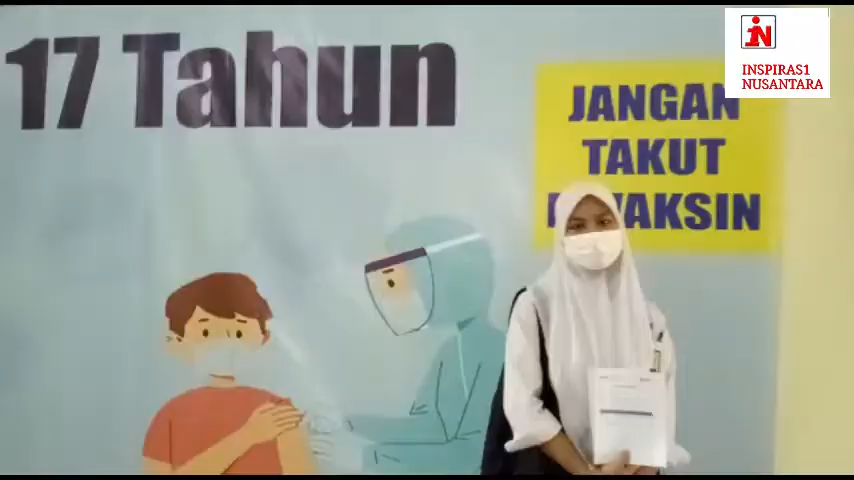 17 Tahun
JANGAN
TAKUT
VAKSIN
iN
INSPIRAS1
NUSANTARA